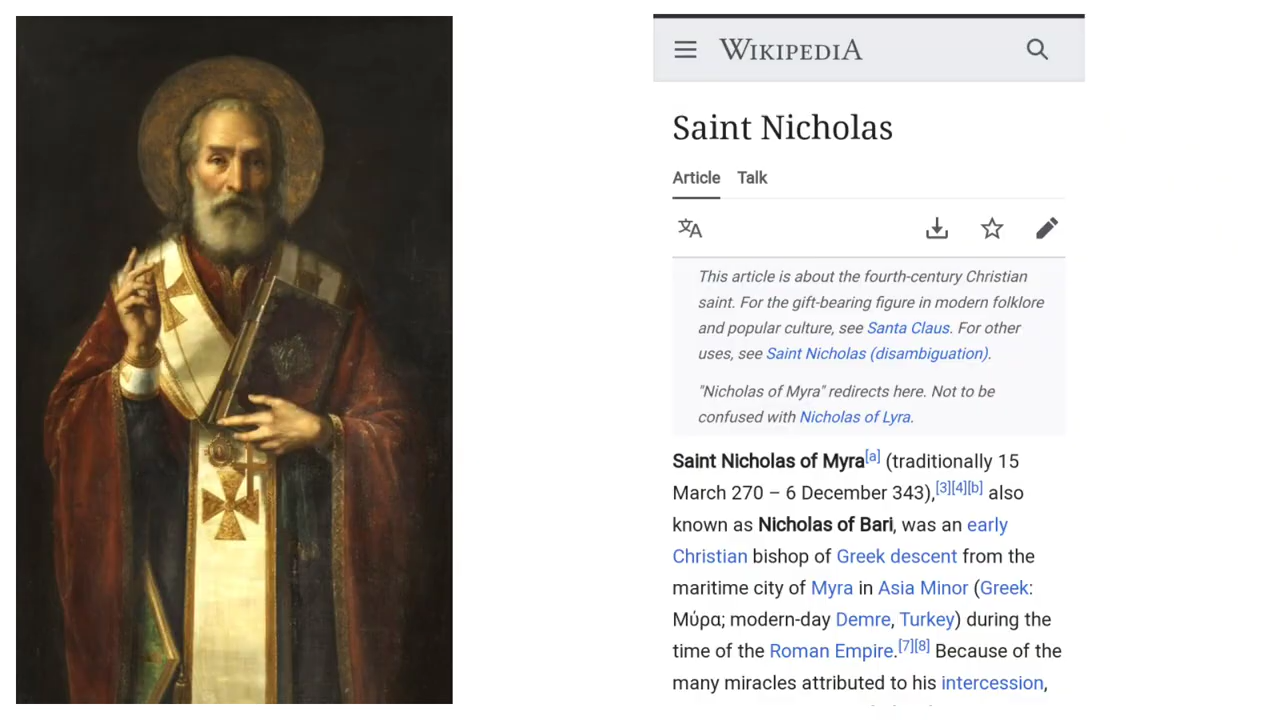 WIKIPEDIA
Saint Nicholas
Article Talk
This article is about the fourth-century Christian
saint. For the gift-bearing figure in modern folklore
and popular culture, see Santa Claus. For other
uses, see Saint Nicholas (disambiguation).
"Nicholas of Myra" redirects here. Not to be
confused with Nicholas of Lyra.
Saint Nicholas of Myra[a] (traditionally 15
March 270 – 6 December 343),[3][4][b] also
known as Nicholas of Bari, was an early
Christian bishop of Greek descent from the
maritime city of Myra in Asia Minor (Greek:
Μύρα; modern-day Demre, Turkey) during the
time of the Roman Empire.[7][8] Because of the
many miracles attributed to his intercession,